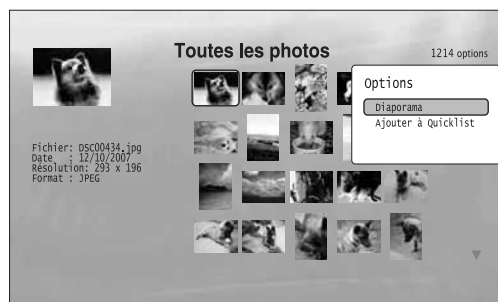 Toutes les photos
1214 options
Options
Diaporama
Ajouter à Quicklist
Fichier: DSC00434.jpg
Date : 12/10/2007
Résolution: 293 x 196
Format : JPEG